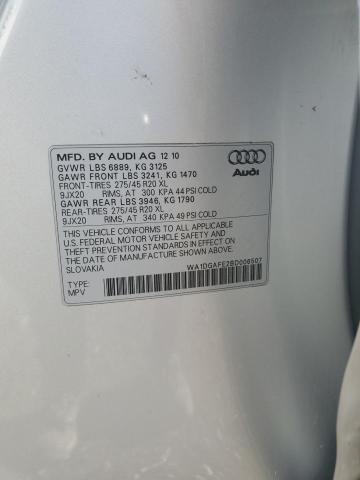 MFD. BY AUDI AG 12 10
GVWR LBS 6889, KG 3125
GAWR FRONT LBS 3241, KG 1470
FRONT-TIRES 275/45 R20 XL
9JX20 RIMS, AT 300 KPA 44 PSI COLD
GAWR REAR LBS 3946, KG 1790
REAR-TIRES 275/45 R20 XL
9JX20 RIMS, AT 340 KPA 49 PSI COLD
Audi
THIS VEHICLE CONFORMS TO ALL APPLICABLE
U.S. FEDERAL MOTOR VEHICLE SAFETY AND
THEFT PREVENTION STANDARDS IN EFFECT ON
THE DATE OF MANUFACTURE SHOWN ABOVE.
SLOVAKIA
WA1DGAFE2BD006507
TYPE:
MPV